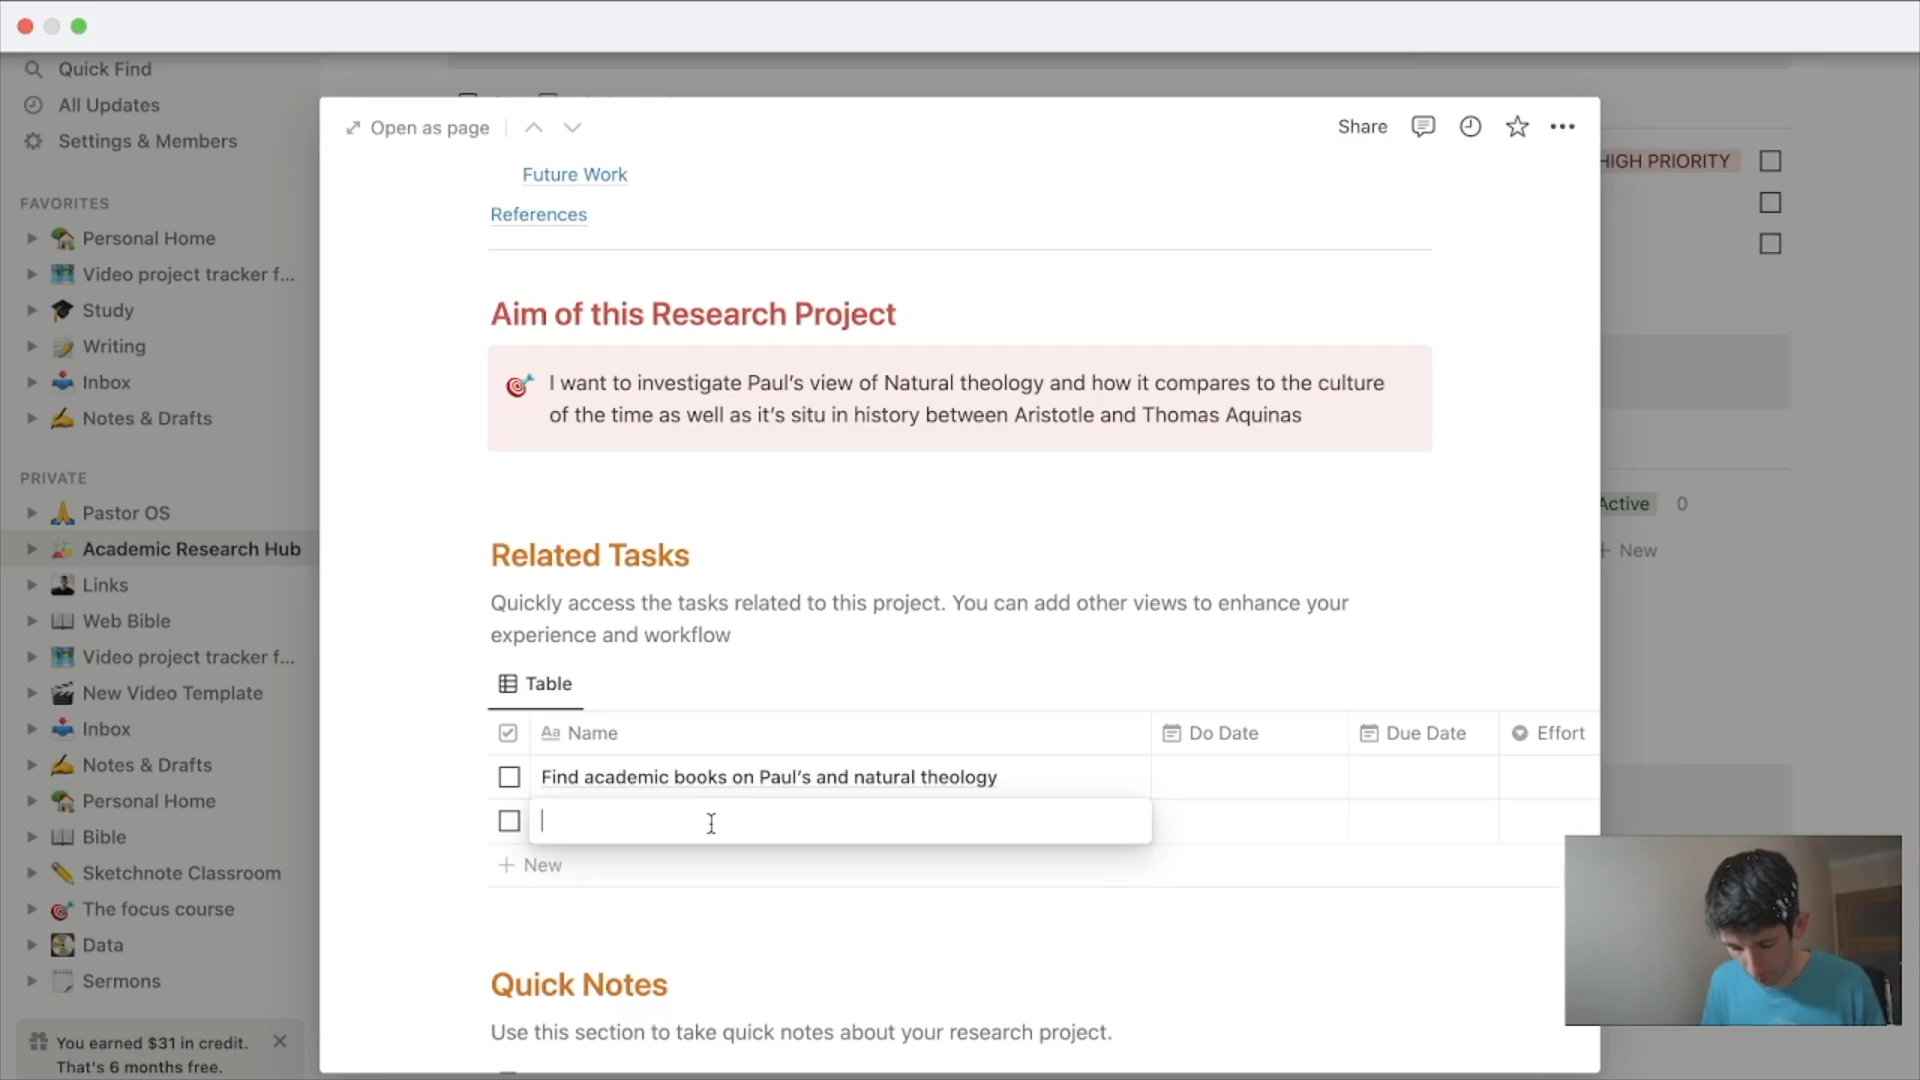 Quick Find
All Updates
Settings & Members
FAVORITES
Personal Home
Video project tracker f...
Study
Writing
Inbox
Notes & Drafts
PRIVATE
Pastor OS
Academic Research Hub
Links
Web Bible
Video project tracker f...
New Video Template
Inbox
Notes & Drafts
Personal Home
Bible
Sketchnote Classroom
The focus course
Data
Sermons
You earned $31 in credit.
That's 6 months free.
Open as page
Share
Future Work
References
Aim of this Research Project
I want to investigate Paul's view of Natural theology and how it compares to the culture
of the time as well as it's situ in history between Aristotle and Thomas Aquinas
Related Tasks
Quickly access the tasks related to this project. You can add other views to enhance your
experience and workflow
Table
Aa Name Do Date Due Date Effort
Find academic books on Paul's and natural theology
+ New
Quick Notes
Use this section to take quick notes about your research project.
HIGH PRIORITY
Active 0
+ New